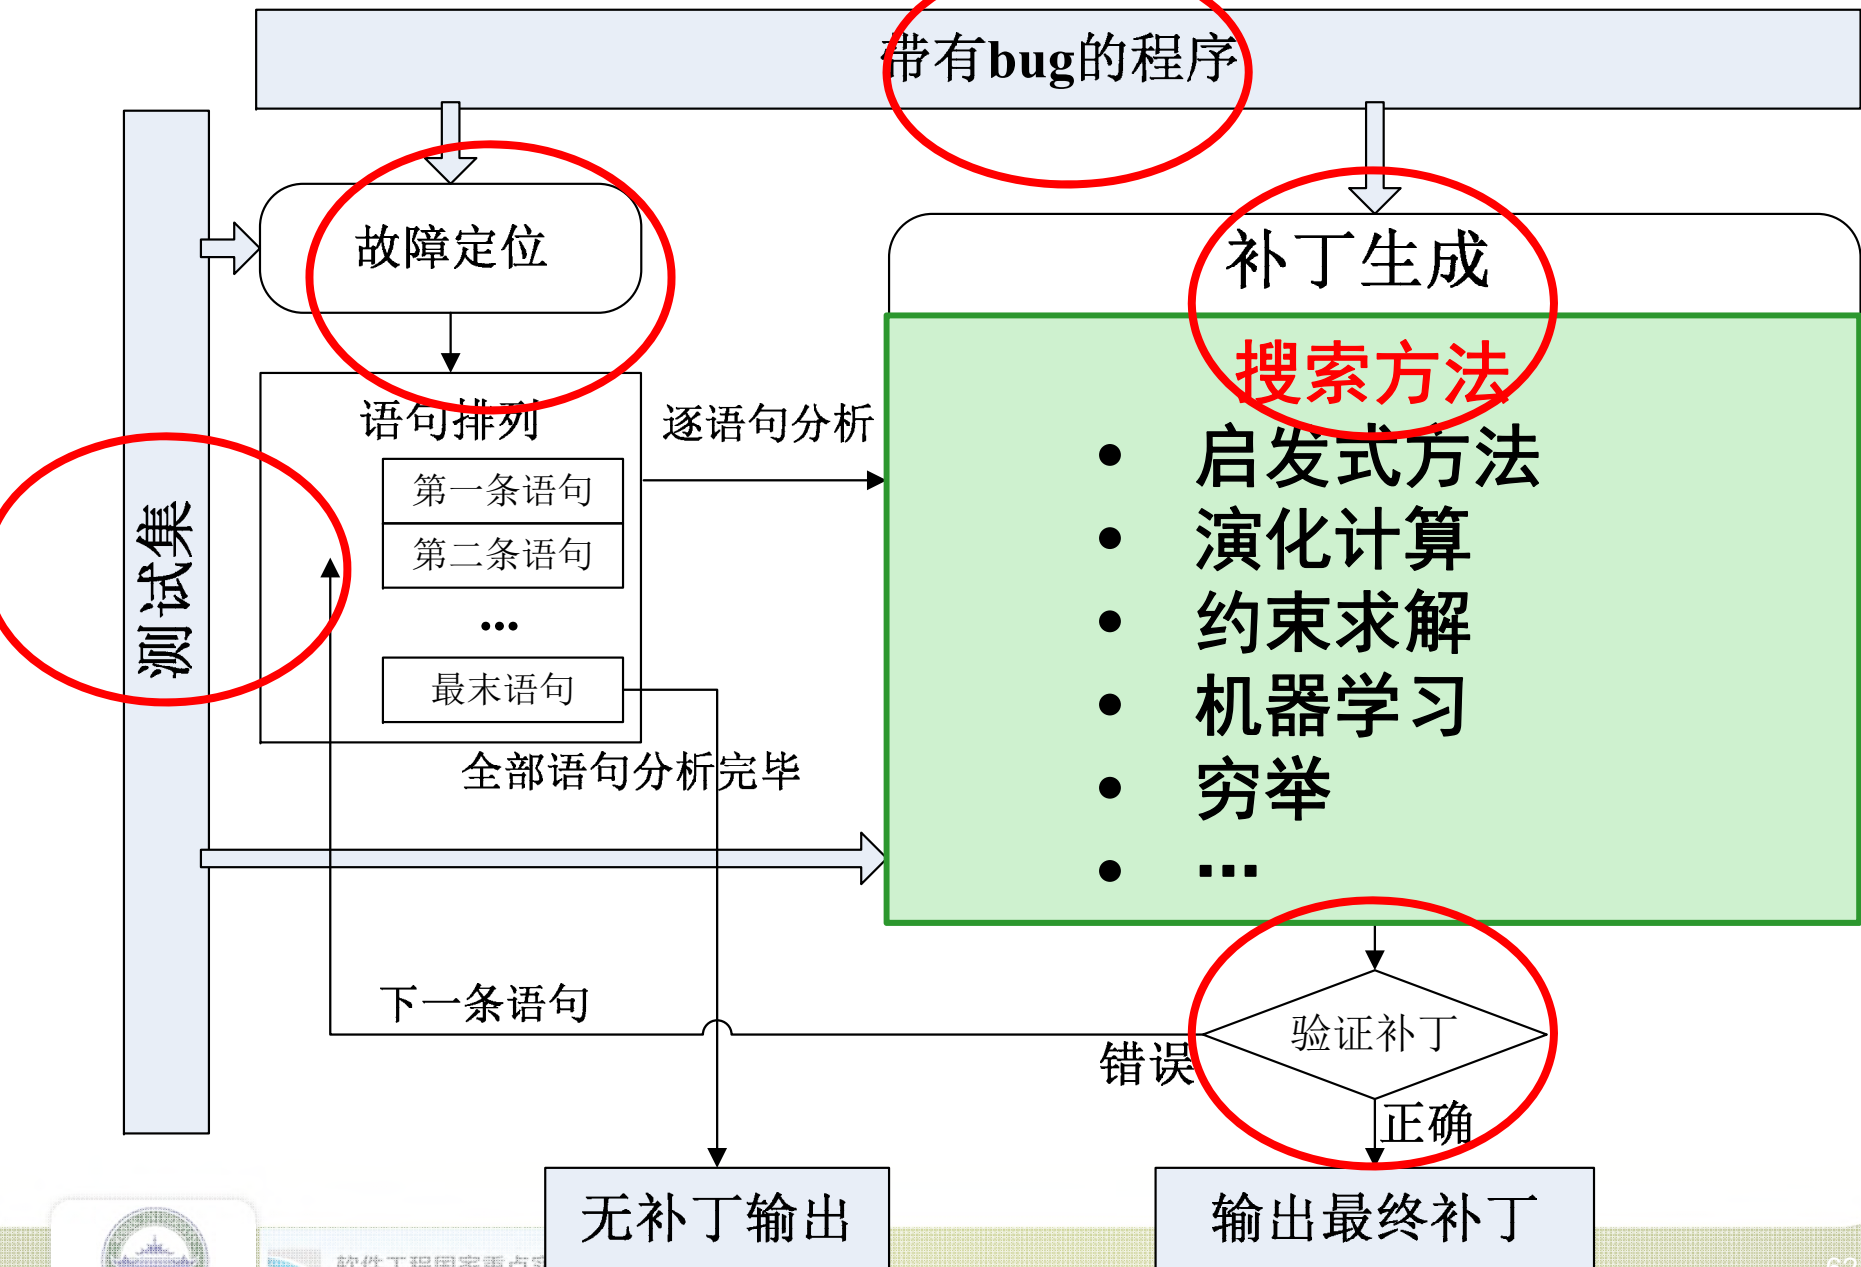 带有bug的程序
故障定位
补丁生成
搜索方法
语句排列
逐语句分析
• 启发式方法
第一条语句
第二条语句
• 演化计算
测试集
...
• 约束求解
最末语句
• 机器学习
全部语句分析完毕
• 穷举
• ...
下一条语句
验证补丁
错误
正确
无补丁输出
输出最终补丁